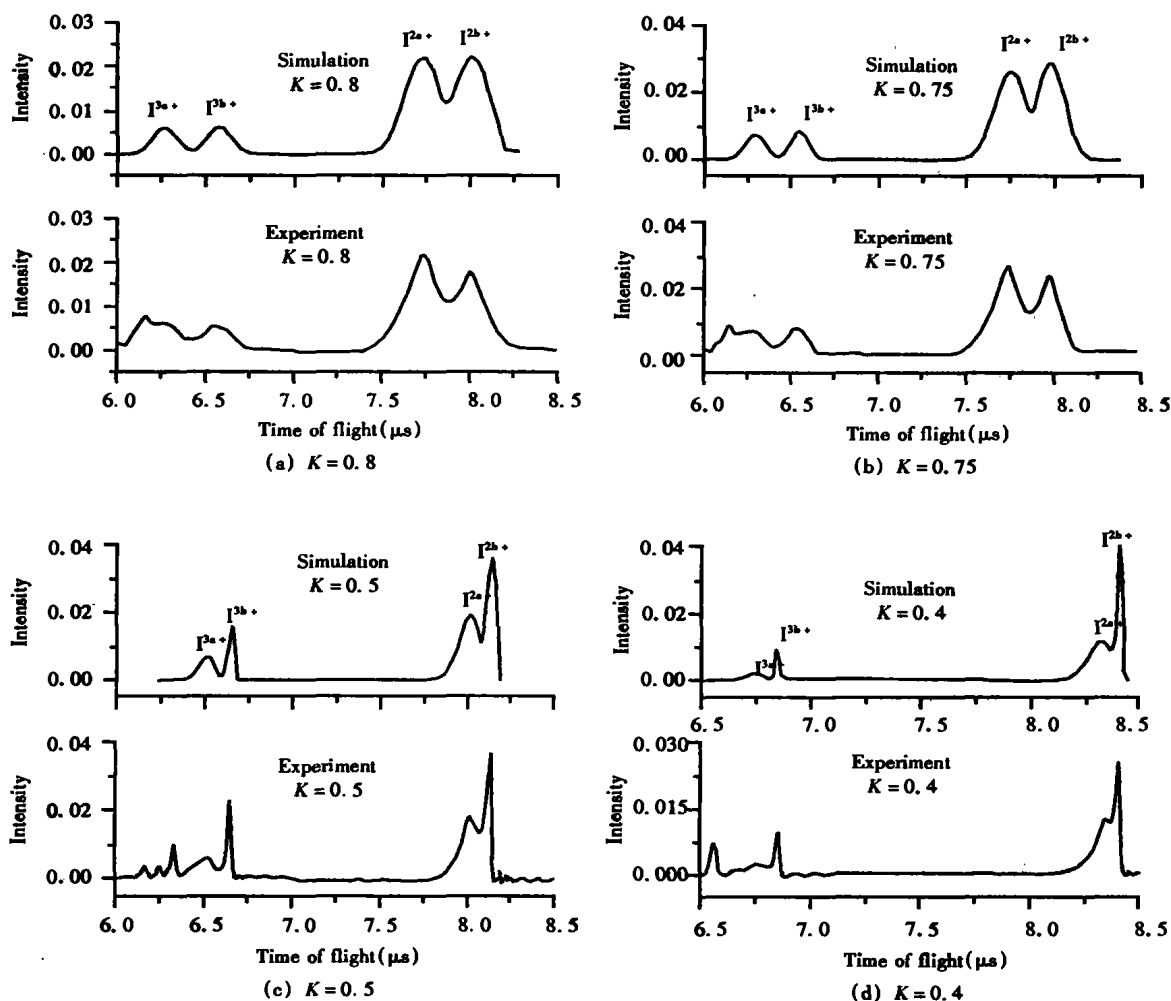 0.03
0.02
0.01
0.00
Intensity
Simulation
K = 0.8
I³ᵃ⁺
I³ᵇ⁺
I²ᵃ⁺
I²ᵇ⁺
0.03
0.02
0.01
0.00
Intensity
Experiment
K = 0.8
6.0 6.5 7.0 7.5 8.0 8.5
Time of flight(μs)
(a) K = 0.8
0.04
0.02
0.00
Intensity
Simulation
K = 0.75
I³ᵃ⁺
I³ᵇ⁺
I²ᵃ⁺
I²ᵇ⁺
0.04
0.02
0.00
Intensity
Experiment
K = 0.75
6.0 6.5 7.0 7.5 8.0 8.5
Time of flight(μs)
(b) K = 0.75
0.04
0.02
0.00
Intensity
Simulation
K = 0.5
I³ᵃ⁺
I³ᵇ⁺
I²ᵃ⁺
I²ᵇ⁺
0.04
0.02
0.00
Intensity
Experiment
K = 0.5
6.0 6.5 7.0 7.5 8.0 8.5
Time of flight(μs)
(c) K = 0.5
0.04
0.02
0.00
Intensity
Simulation
K = 0.4
I³ᵃ
I³ᵇ⁺
I²ᵃ⁺
I²ᵇ⁺
6.5 7.0 7.5 8.0 8.5
0.030
0.015
0.000
Intensity
Experiment
K = 0.4
6.5 7.0 7.5 8.0 8.5
Time of flight(μs)
(d) K = 0.4